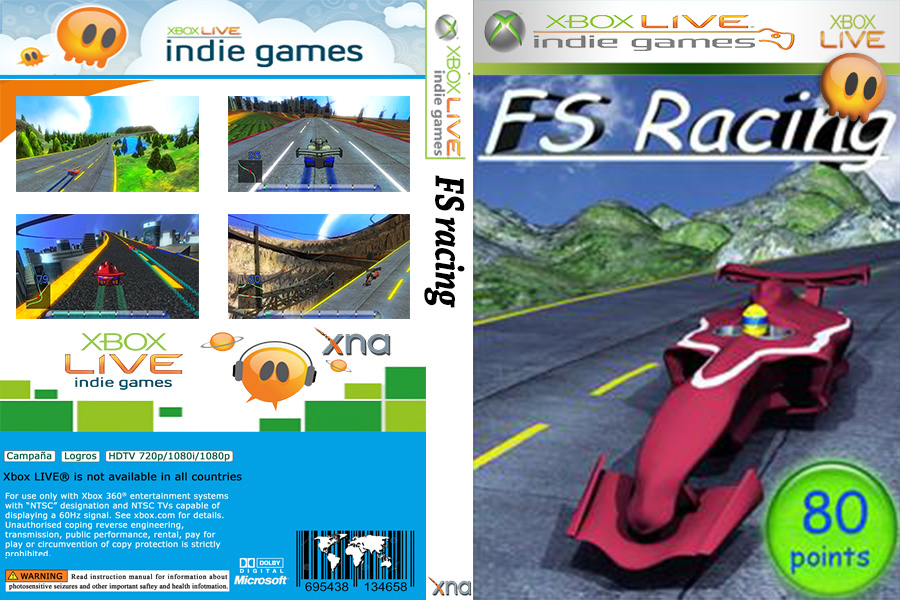 XBOX LIVE
indie games
85
79
80
XBOX
LIVE
indie games
xna
Campaña
Logros
HDTV 720p/1080i/1080p
Xbox LIVE® is not available in all countries
For use only with Xbox 360® entertainment systems
with “NTSC” designation and NTSC TVs capable of
displaying a 60Hz signal. See xbox.com for details.
Unauthorised coping reverse engineering,
transmission, public performance, rental, pay for
play or circumvention of copy protection is strictly
prohibited.
WARNING Read instruction manual for information about
photosensitive seizures and other important saftey and health infotmation.
DOLBY
DIGITAL
Microsoft
695438 134658
XBOX LIVE
indie games
FS racing
xna
XBOX LIVE
indie games
XBOX
LIVE
FS Racing
80
points